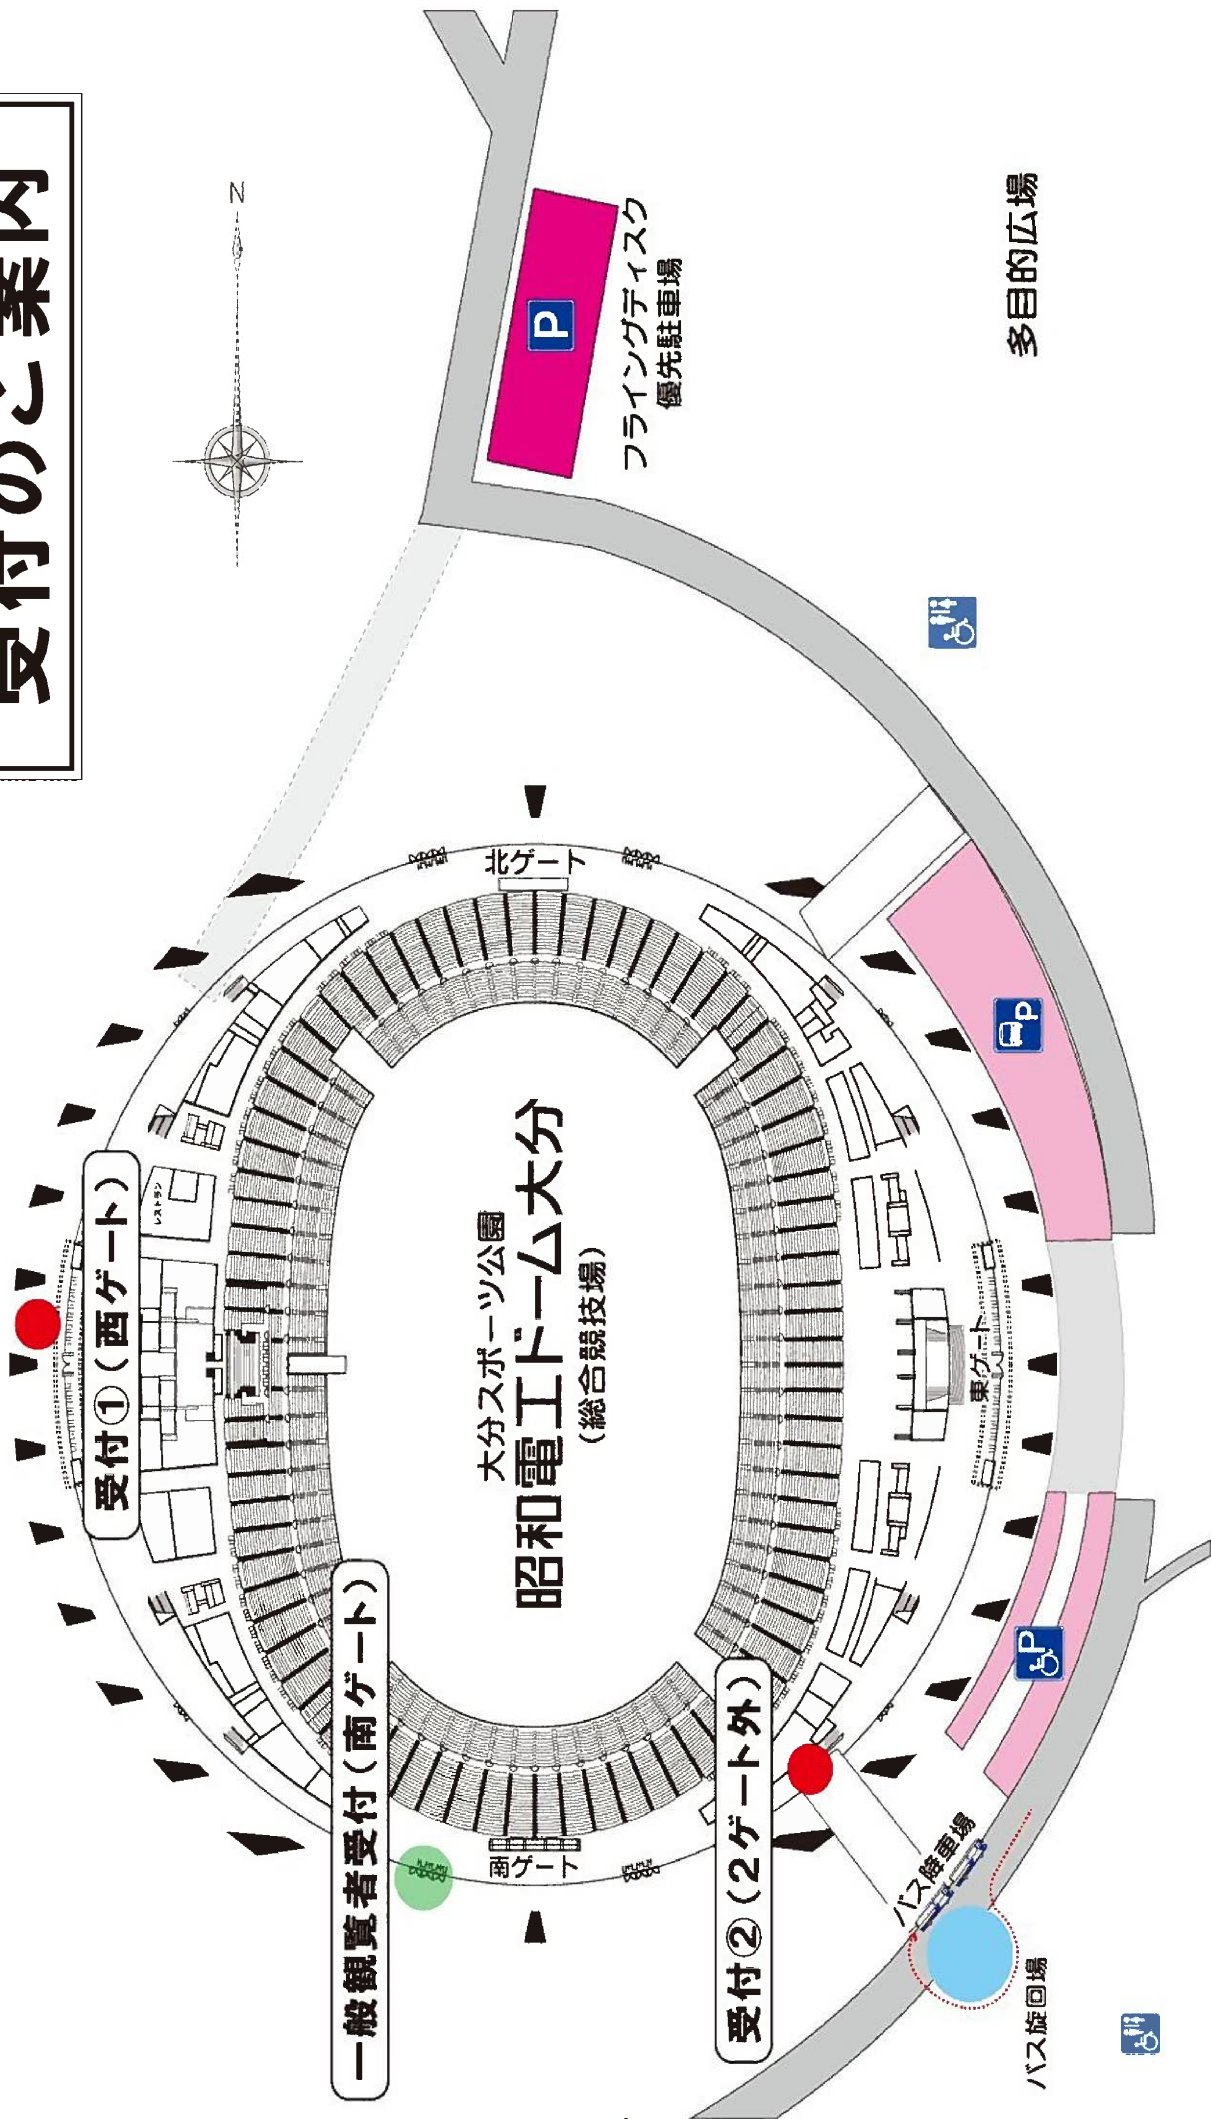 受付のご案内
N
P
フライングディスク
優先駐車場
多目的広場
北ゲート
P
受付①（西ゲート）
レストラン
大分スポーツ公園
昭和電工ドーム大分
（総合競技場）
東ゲート
P
一般観覧者受付（南ゲート）
南ゲート
受付②（2ゲート外）
バス降車場
バス旋回場